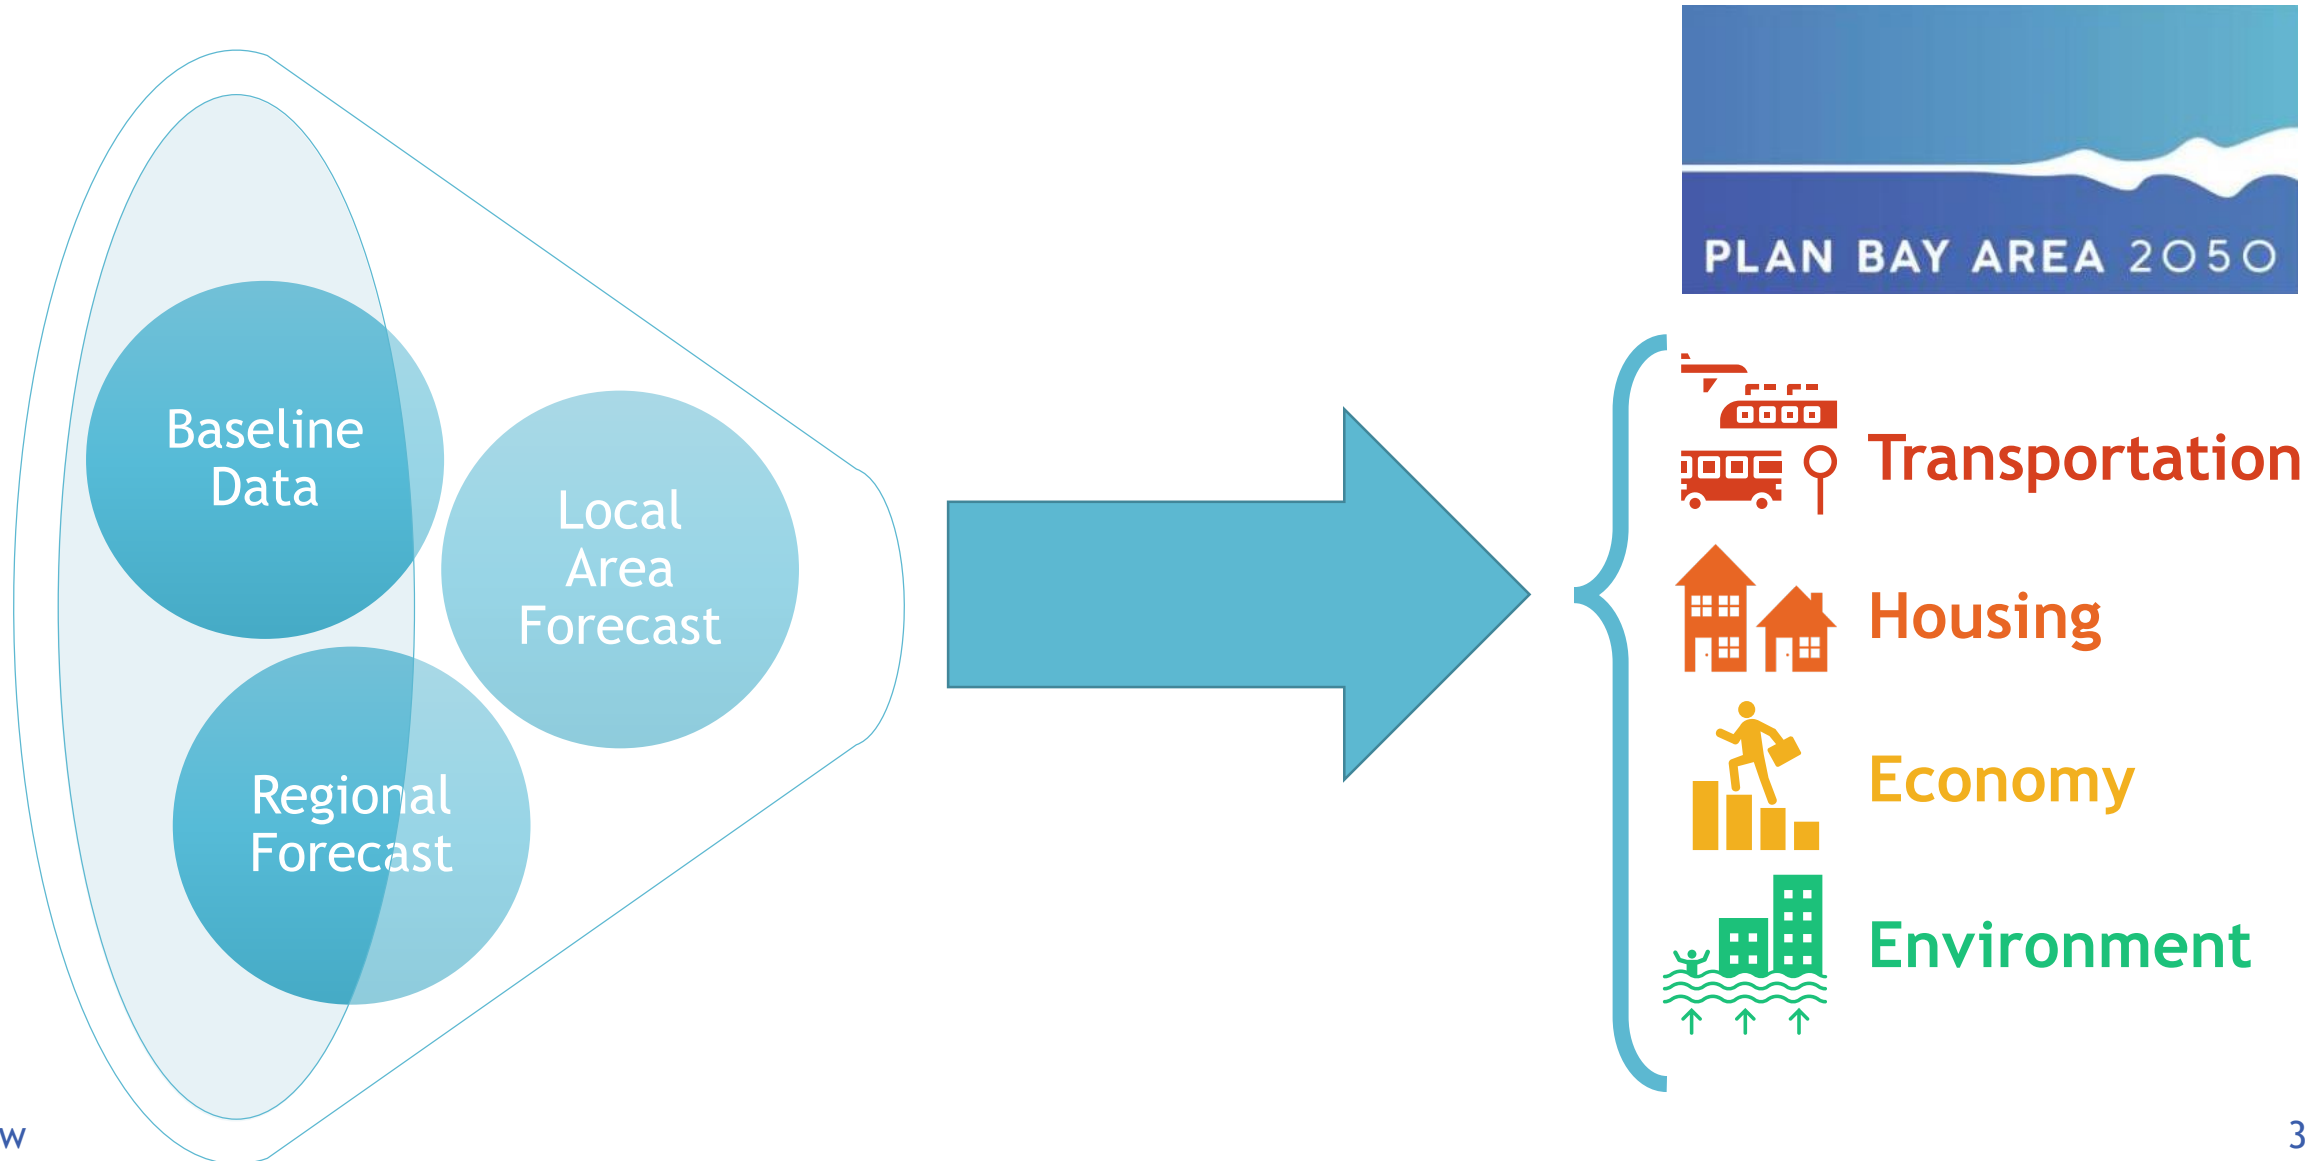 PLAN BAY AREA 2050
Baseline
Data
Local
Area
Forecast
Regional
Forecast
Transportation
Housing
Economy
Environment
w
3